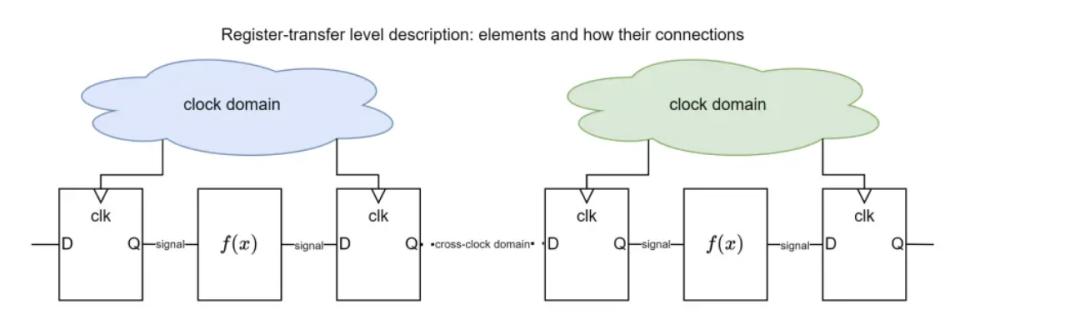 Register-transfer level description: elements and how their connections
clock domain
clock domain
clk
clk
clk
clk
D
Q
signal
f(x)
signal
D
Q
•cross-clock domain•
D
Q
signal
f(x)
signal
D
Q